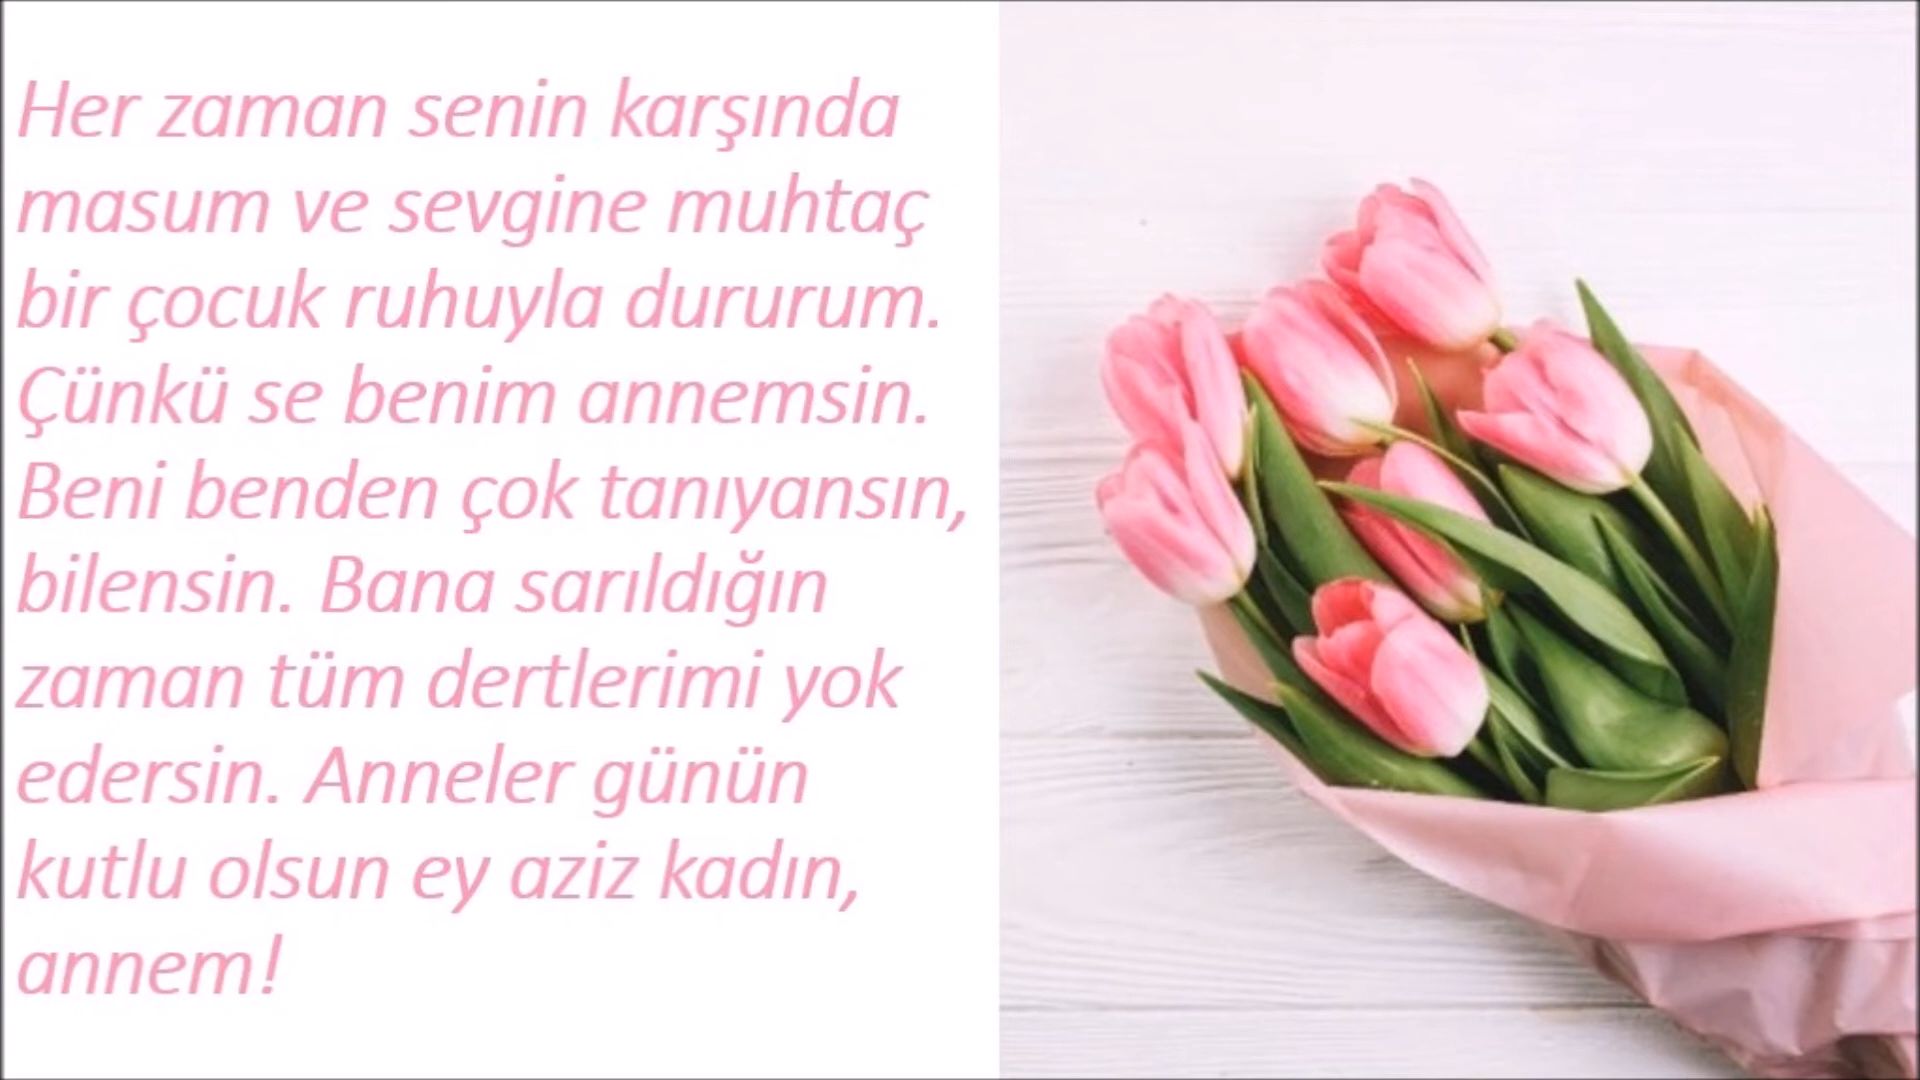 Her zaman senin karşında
masum ve sevgine muhtaç
bir çocuk ruhuyla dururum.
Çünkü se benim annemsin.
Beni benden çok tanıyansın,
bilensin. Bana sarıldığın
zaman tüm dertlerimi yok
edersin. Anneler günün
kutlu olsun ey aziz kadın,
annem!